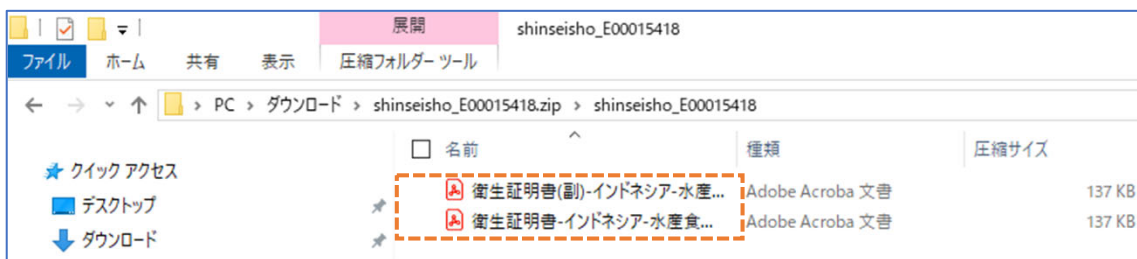 展開 shinseisho_E00015418
ファイル ホーム 共有 表示 圧縮フォルダー ツール
PC › ダウンロード › shinseisho_E00015418.zip › shinseisho_E00015418
名前 種類 圧縮サイズ
クイック アクセス
衛生証明書(副)-インドネシア-水産... Adobe Acroba 文書 137 KB
デスクトップ
衛生証明書-インドネシア-水産食... Adobe Acroba 文書 137 KB
ダウンロード